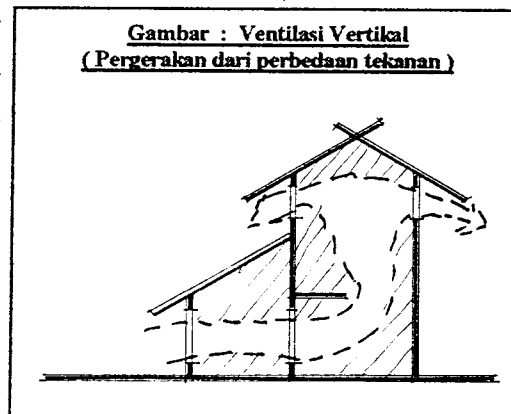 Gambar : Ventilasi Vertikal
( Pergerakan dari perbedaan tekanan )